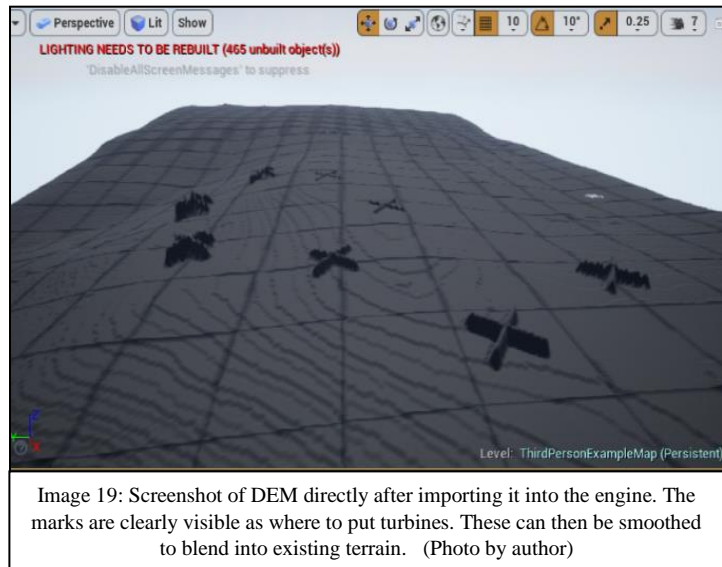 Perspective Lit Show 10 10° 0.25 7
LIGHTING NEEDS TO BE REBUILT (465 unbuilt object(s))
'DisableAllScreenMessages' to suppress
Level: ThirdPersonExampleMap (Persistent)
Image 19: Screenshot of DEM directly after importing it into the engine. The
marks are clearly visible as where to put turbines. These can then be smoothed
to blend into existing terrain. (Photo by author)